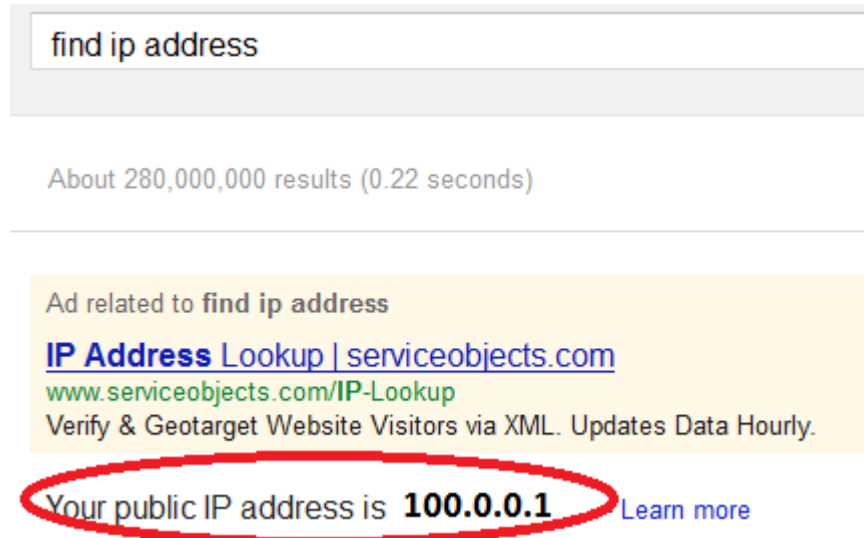 find ip address
About 280,000,000 results (0.22 seconds)
Ad related to find ip address
IP Address Lookup | serviceobjects.com
www.serviceobjects.com/IP-Lookup
Verify & Geotarget Website Visitors via XML. Updates Data Hourly.
Your public IP address is 100.0.0.1 Learn more